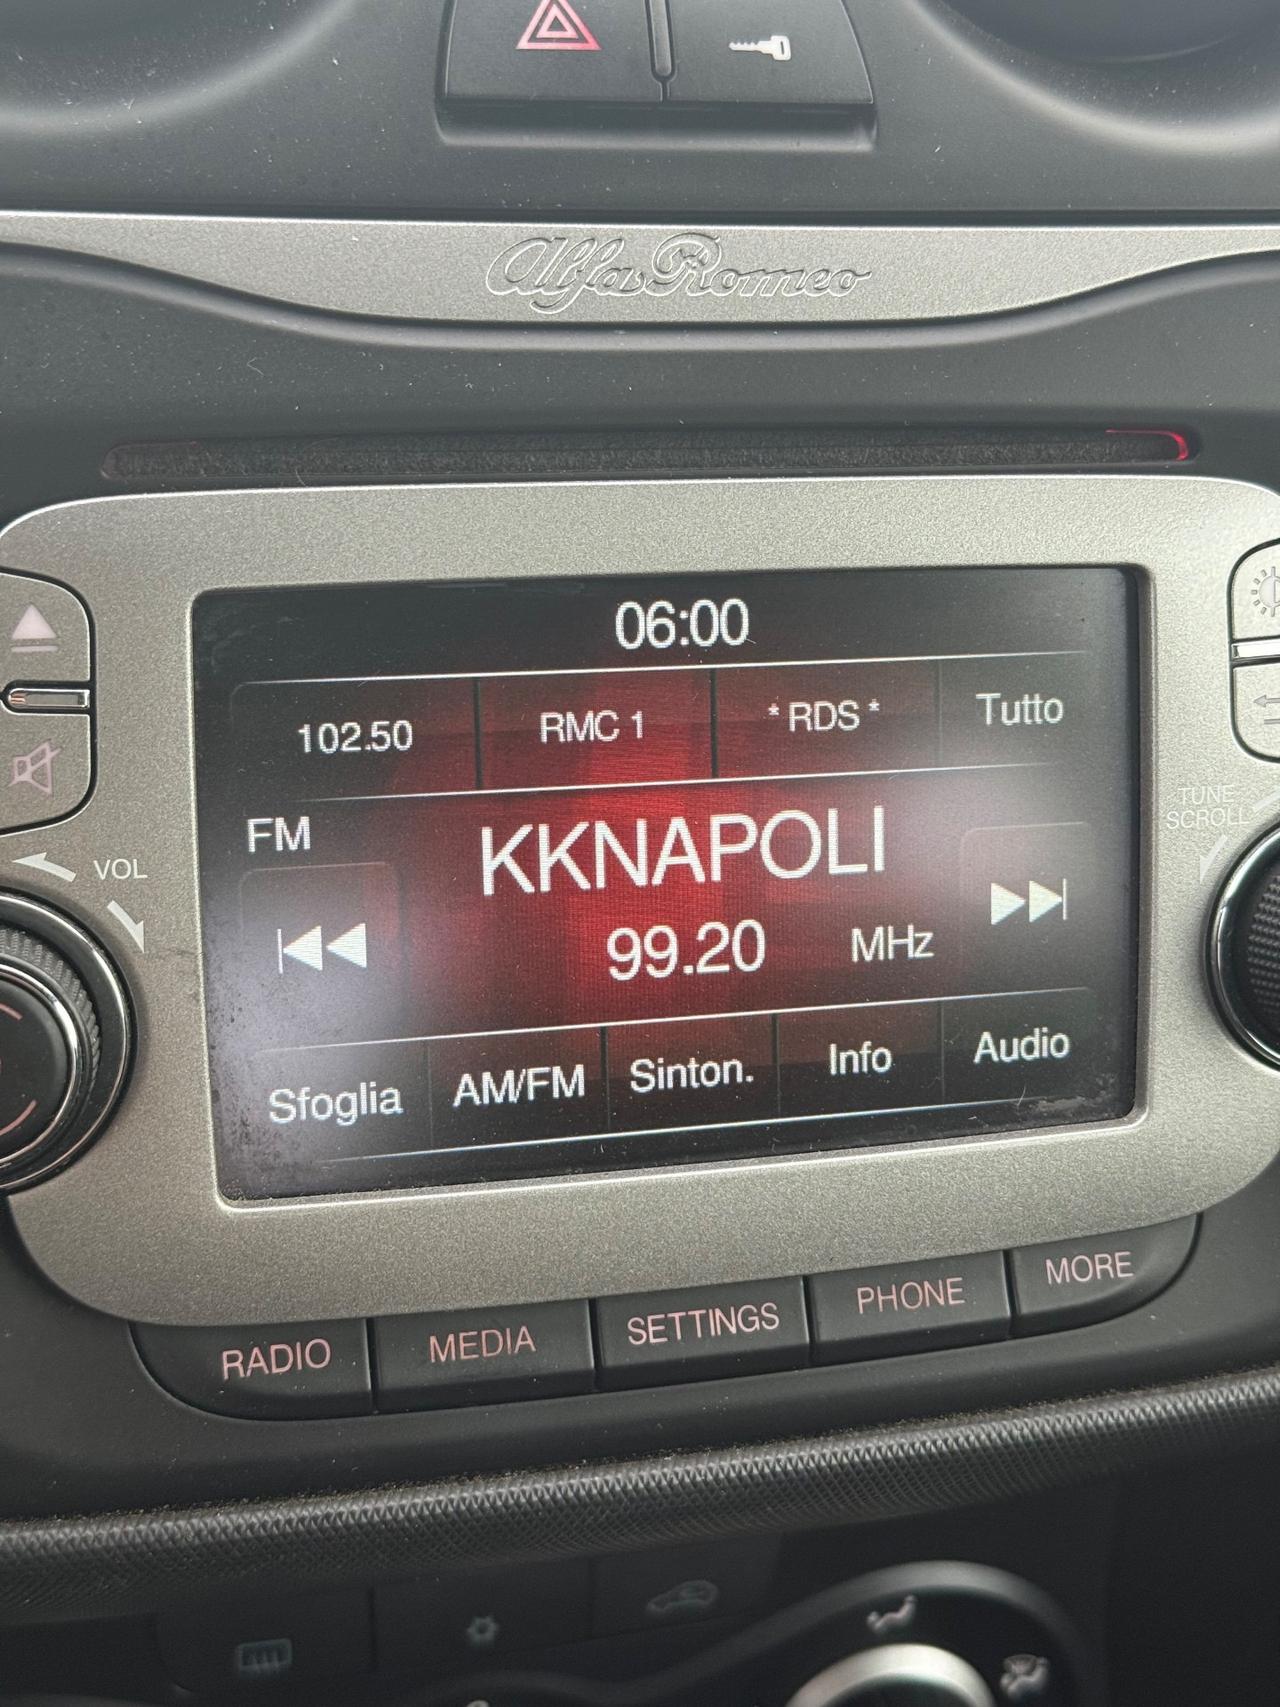 Alfa Romeo
06:00
102.50
RMC 1
* RDS *
Tutto
FM
KKNAPOLI
99.20 MHz
VOL
TUNE
SCROLL
Sfoglia
AM/FM
Sinton.
Info
Audio
RADIO
MEDIA
SETTINGS
PHONE
MORE